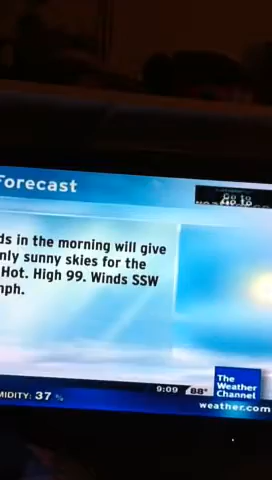 Forecast
ds in the morning will give
nly sunny skies for the
Hot. High 99. Winds SSW
mph.
The
Weather
Channel
9:09 88°
MIDITY: 37 %
weather.com